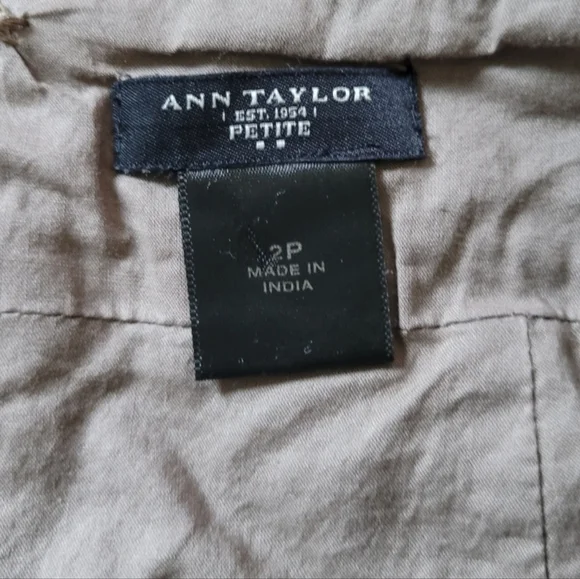 ANN TAYLOR
EST. 1954
PETITE
2P
MADE IN
INDIA